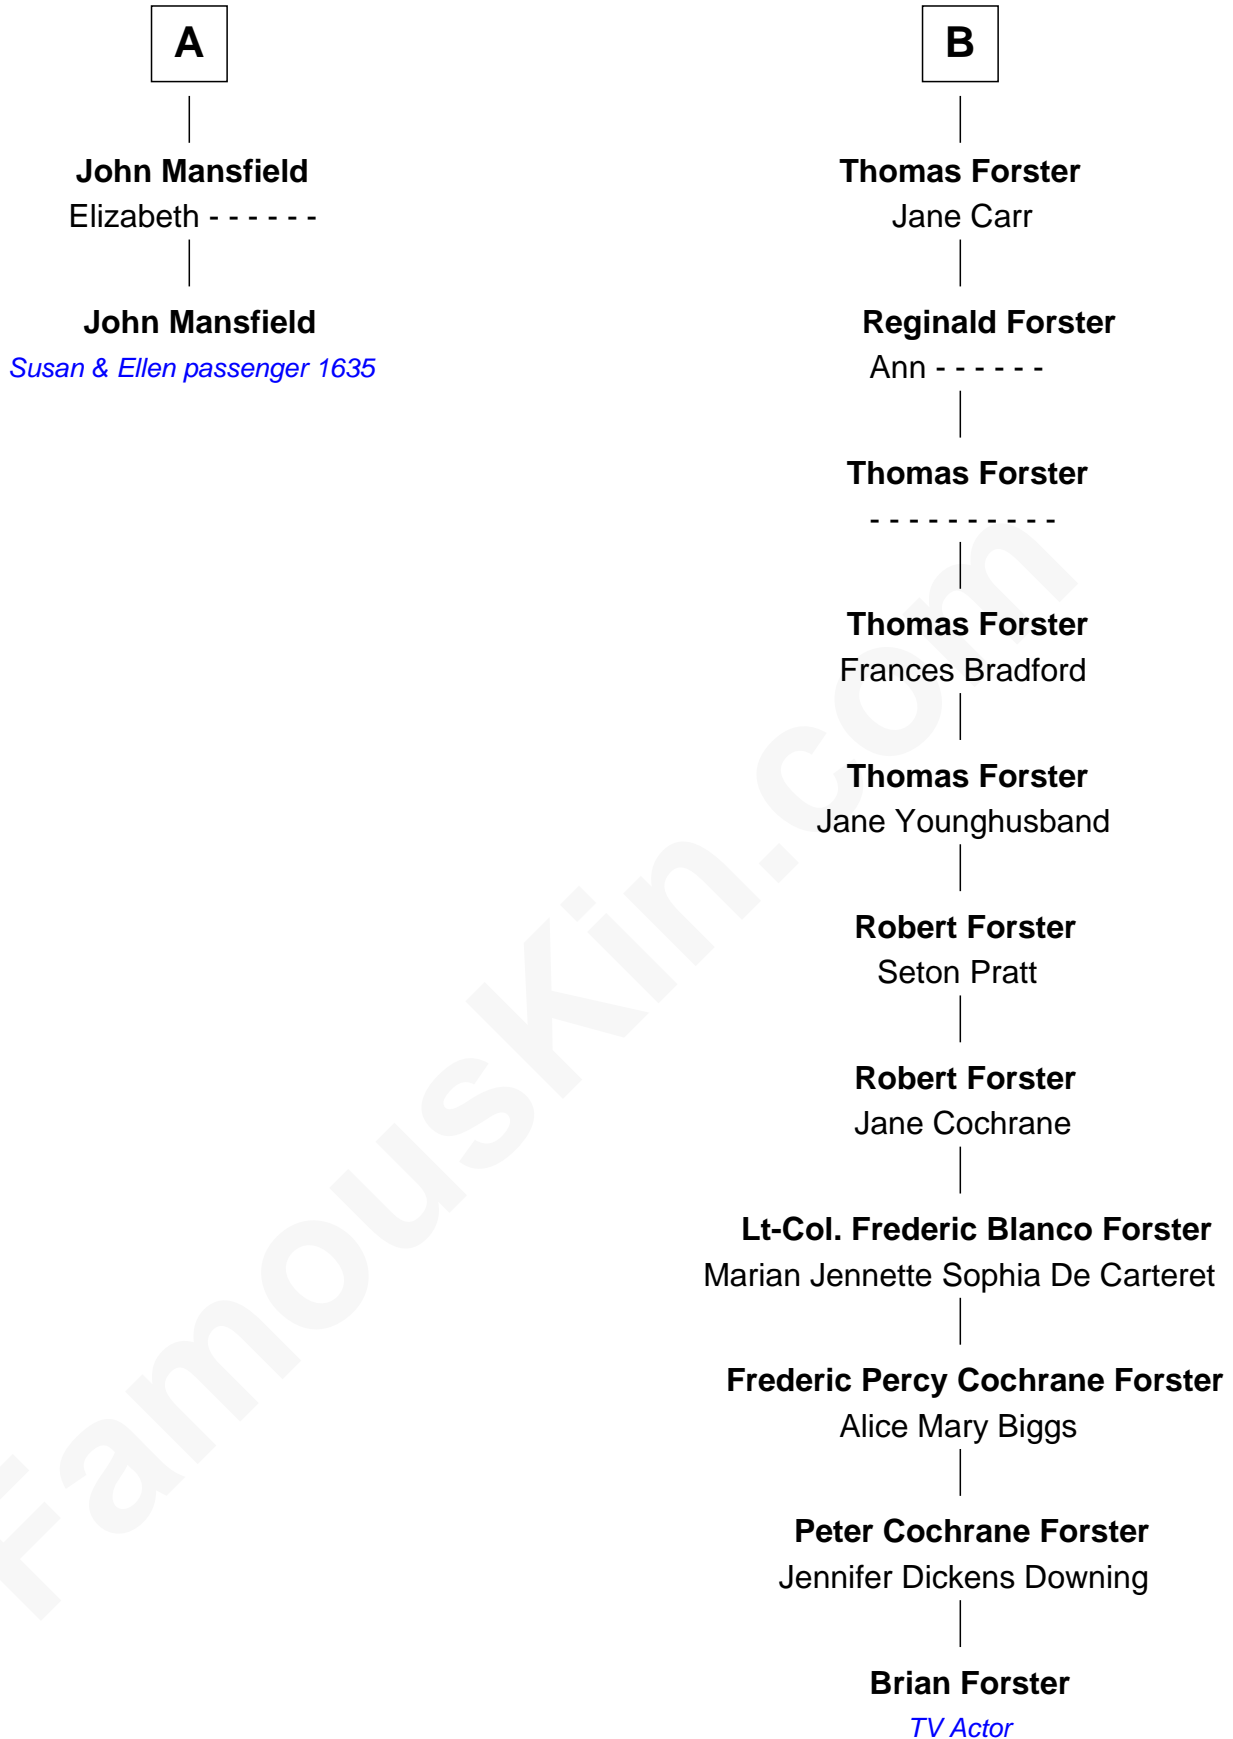 A
John Mansfield
Elizabeth - - - - - -
John Mansfield
Susan & Ellen passenger 1635
B
Thomas Forster
Jane Carr
Reginald Forster
Ann - - - - - -
Thomas Forster
- - - - - - - - - -
Thomas Forster
Frances Bradford
Thomas Forster
Jane Younghusband
Robert Forster
Seton Pratt
Robert Forster
Jane Cochrane
Lt-Col. Frederic Blanco Forster
Marian Jennette Sophia De Carteret
Frederic Percy Cochrane Forster
Alice Mary Biggs
Peter Cochrane Forster
Jennifer Dickens Downing
Brian Forster
TV Actor
FamousKin.com